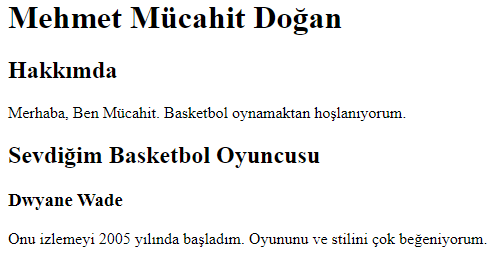 Mehmet Mücahit Doğan
Hakkımda
Merhaba, Ben Mücahit. Basketbol oynamaktan hoşlanıyorum.
Sevdiğim Basketbol Oyuncusu
Dwyane Wade
Onu izlemeyi 2005 yılında başladım. Oyununu ve stilini çok beğeniyorum.